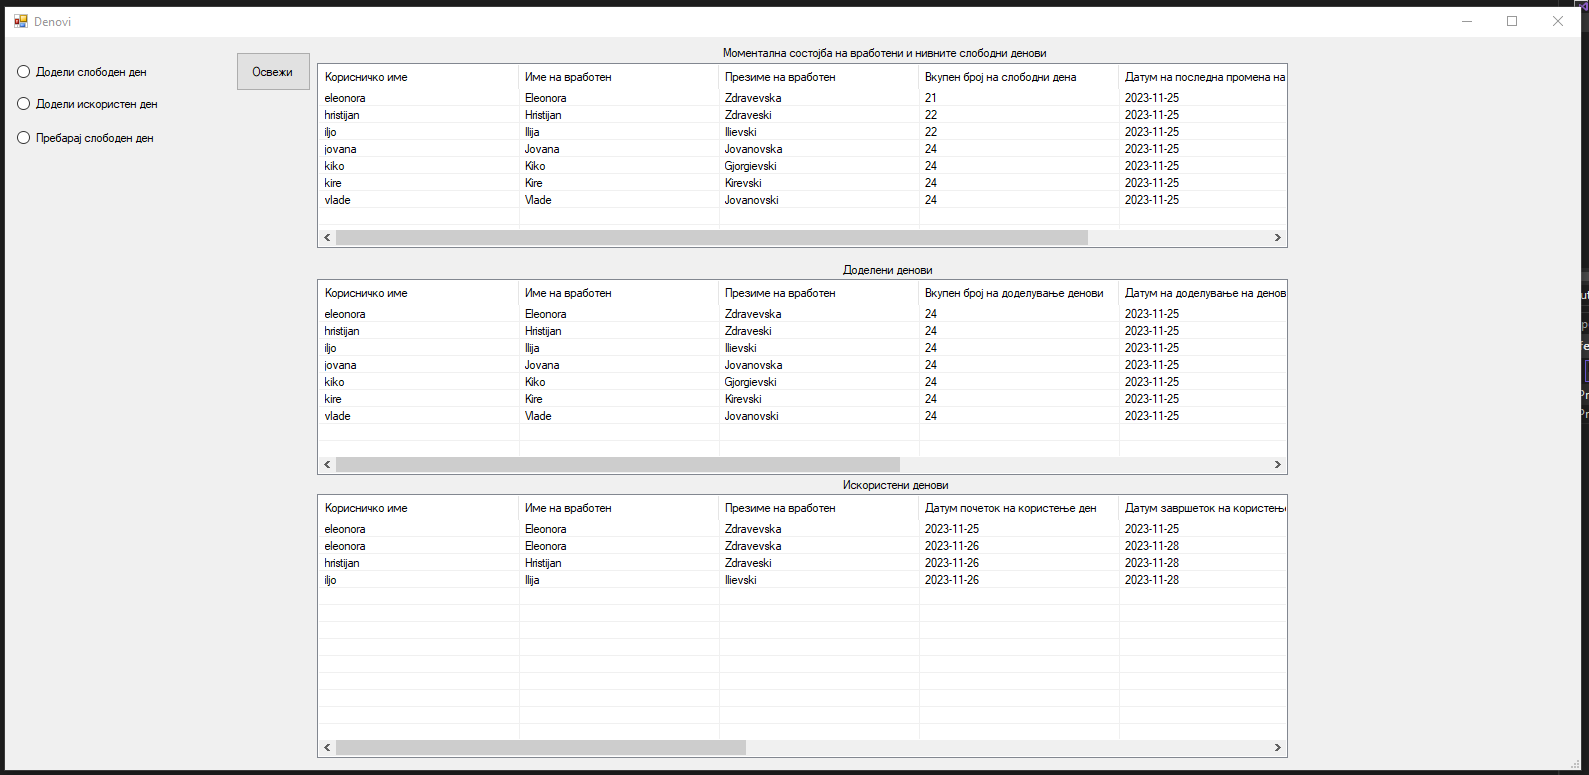 Denovi
Додели слободен ден
Додели искористен ден
Пребарај слободен ден
Освежи
Моментална состојба на вработени и нивните слободни денови
Корисничко име Име на вработен Презиме на вработен Вкупен број на слободни дена Датум на последна промена на
eleonora Eleonora Zdravevska 21 2023-11-25
hristijan Hristijan Zdraveski 22 2023-11-25
iljo Ilija Ilievski 22 2023-11-25
jovana Jovana Jovanovska 24 2023-11-25
kiko Kiko Gjorgievski 24 2023-11-25
kire Kire Kirevski 24 2023-11-25
vlade Vlade Jovanovski 24 2023-11-25
Доделени денови
Корисничко име Име на вработен Презиме на вработен Вкупен број на доделување денови Датум на доделување на денов
eleonora Eleonora Zdravevska 24 2023-11-25
hristijan Hristijan Zdraveski 24 2023-11-25
iljo Ilija Ilievski 24 2023-11-25
jovana Jovana Jovanovska 24 2023-11-25
kiko Kiko Gjorgievski 24 2023-11-25
kire Kire Kirevski 24 2023-11-25
vlade Vlade Jovanovski 24 2023-11-25
Искористени денови
Корисничко име Име на вработен Презиме на вработен Датум почеток на користење ден Датум завршеток на користењ
eleonora Eleonora Zdravevska 2023-11-25 2023-11-25
eleonora Eleonora Zdravevska 2023-11-26 2023-11-28
hristijan Hristijan Zdraveski 2023-11-26 2023-11-28
iljo Ilija Ilievski 2023-11-26 2023-11-28